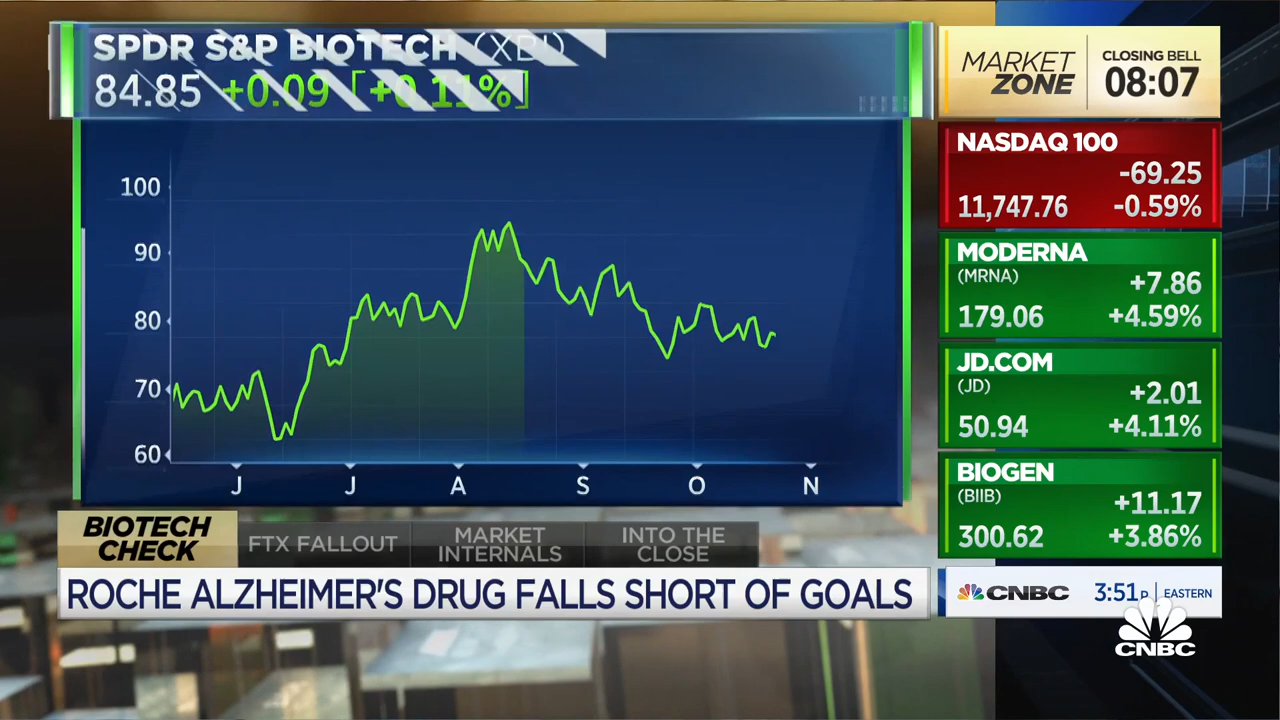 SPDR S&P BIOTECH (XBI)
84.85 +0.09 [+0.11%]
100
90
80
70
60
J J A S O N
MARKET
ZONE
CLOSING BELL
08:07
NASDAQ 100
-69.25
11,747.76 -0.59%
MODERNA
(MRNA) +7.86
179.06 +4.59%
JD.COM
(JD) +2.01
50.94 +4.11%
BIOGEN
(BIIB) +11.17
300.62 +3.86%
BIOTECH
CHECK
FTX FALLOUT
MARKET
INTERNALS
INTO THE
CLOSE
ROCHE ALZHEIMER'S DRUG FALLS SHORT OF GOALS
CNBC 3:51P EASTERN
CNBC